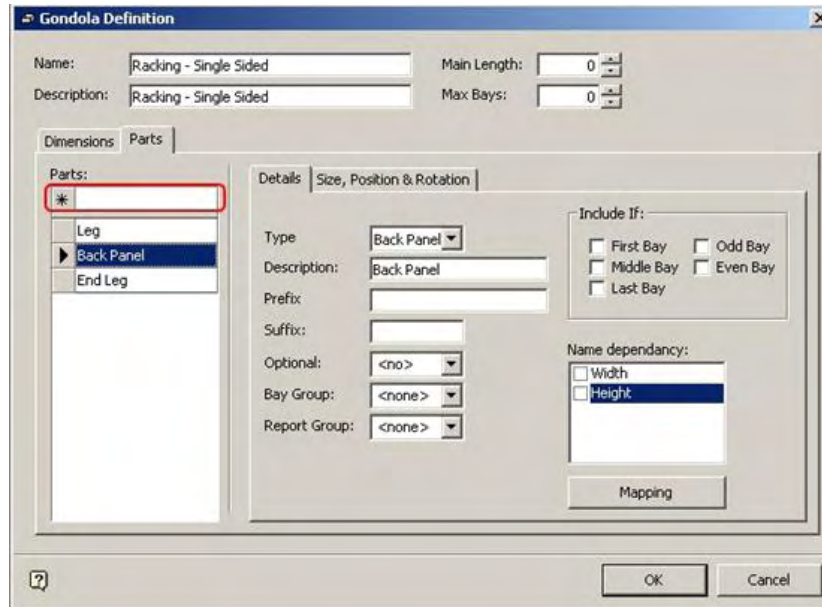 Gondola Definition
Name: Racking - Single Sided Main Length: 0
Description: Racking - Single Sided Max Bays: 0
Dimensions Parts
Parts:
Details Size, Position & Rotation
*
Leg
Back Panel
End Leg
Type Back Panel
Description: Back Panel
Prefix
Suffix:
Optional: <no>
Bay Group: <none>
Report Group: <none>
Include If:
First Bay Odd Bay
Middle Bay Even Bay
Last Bay
Name dependancy:
Width
Height
Mapping
?
OK Cancel